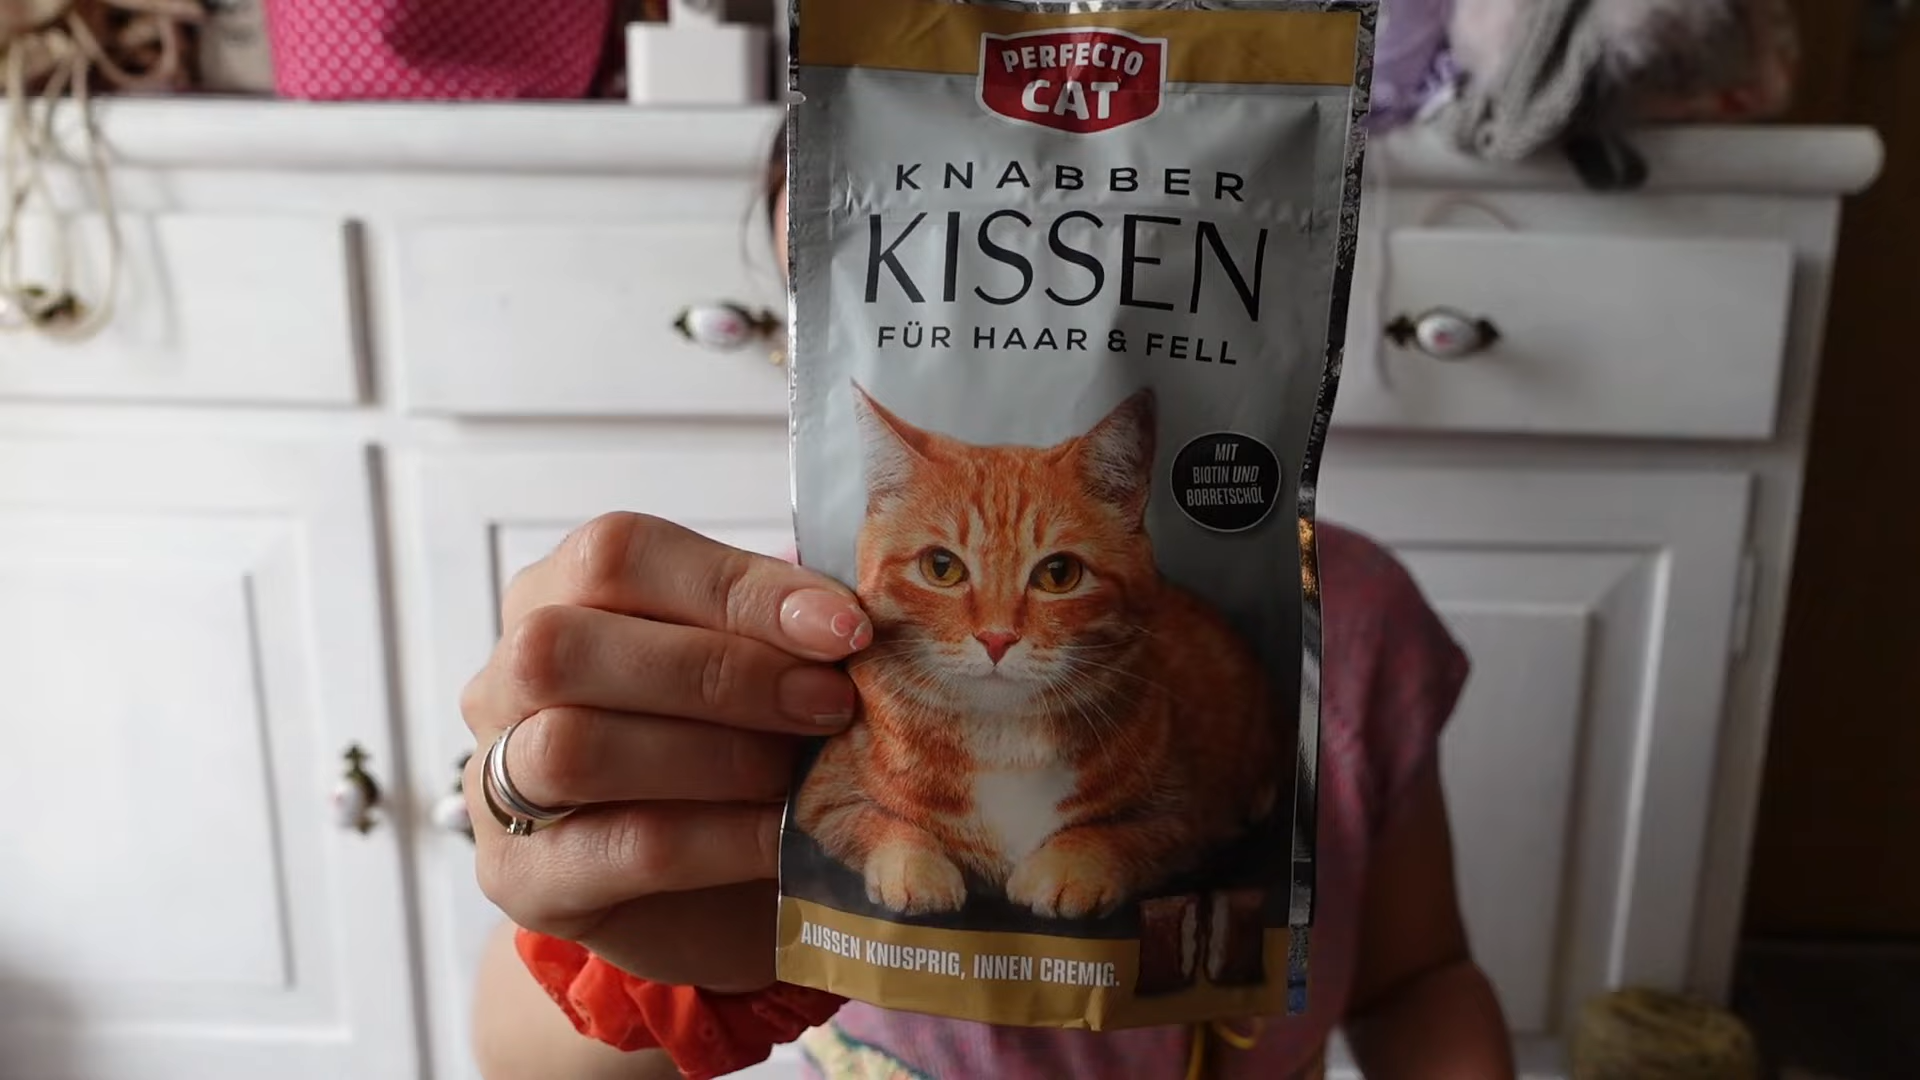 PERFECTO
CAT
KNABBER
KISSEN
FÜR HAAR & FELL
MIT
BIOTIN UND
BORRETSCHÖL
AUSSEN KNUSPRIG, INNEN CREMIG.